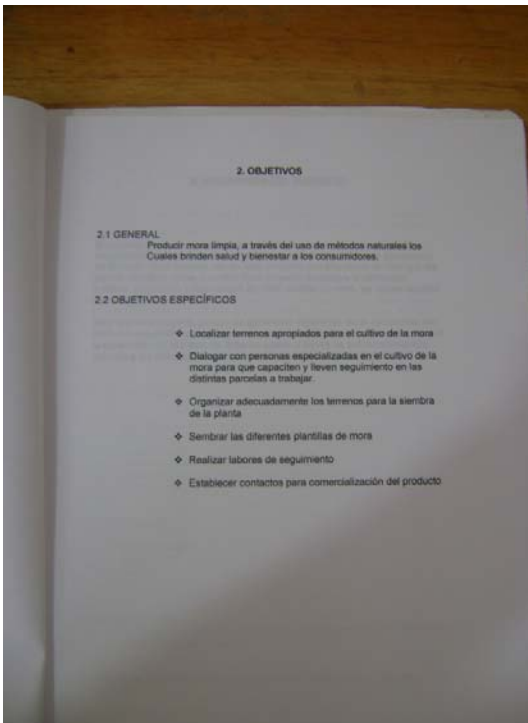 2. OBJETIVOS
2.1 GENERAL
Producir mora limpia, a través del uso de métodos naturales los
Cuales brinden salud y bienestar a los consumidores.
2.2 OBJETIVOS ESPECÍFICOS
❖ Localizar terrenos apropiados para el cultivo de la mora
❖ Dialogar con personas especializadas en el cultivo de la
mora para que capaciten y lleven seguimiento en las
distintas parcelas a trabajar.
❖ Organizar adecuadamente los terrenos para la siembra
de la planta
❖ Sembrar las diferentes plantillas de mora
❖ Realizar labores de seguimiento
❖ Establecer contactos para comercialización del producto